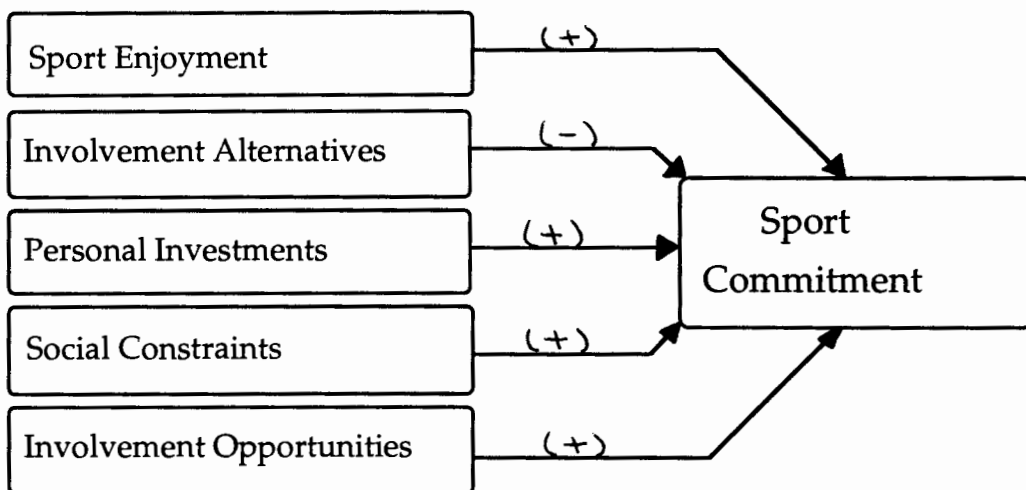 Sport Enjoyment
(+)
Involvement Alternatives
(-)
Personal Investments
(+)
Social Constraints
(+)
Involvement Opportunities
(+)
Sport
Commitment